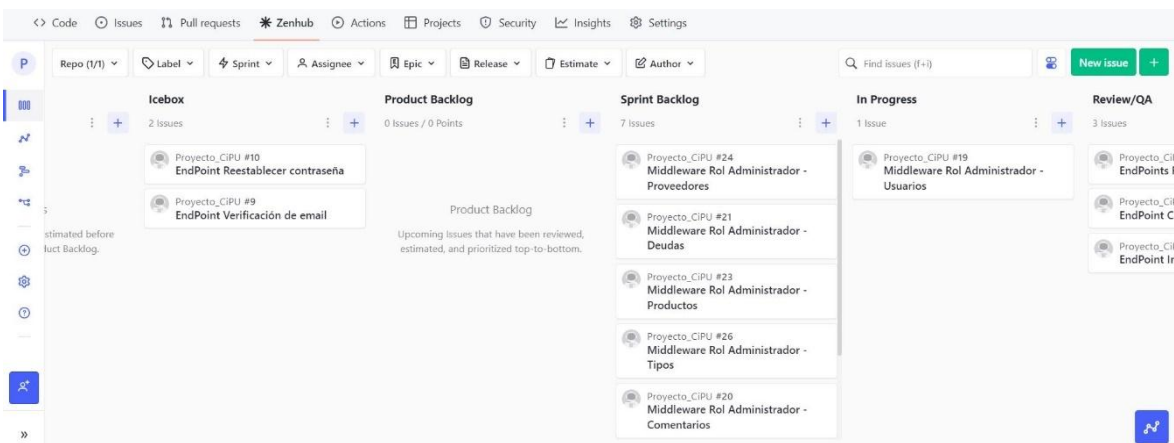 <> Code Issues Pull requests Zenhub Actions Projects Security Insights Settings
P Repo (1/1) Label Sprint Assignee Epic Release Estimate Author Find issues (f+i) New issue +
Icebox
2 Issues
Proyecto_CiPU #10
EndPoint Reestablecer contraseña
Proyecto_CiPU #9
EndPoint Verificación de email
stimated before
luct Backlog.
Product Backlog
0 Issues / 0 Points
Product Backlog
Upcoming Issues that have been reviewed,
estimated, and prioritized top-to-bottom.
Sprint Backlog
7 Issues
Proyecto_CiPU #24
Middleware Rol Administrador -
Proveedores
Proyecto_CiPU #21
Middleware Rol Administrador -
Deudas
Proyecto_CiPU #23
Middleware Rol Administrador -
Productos
Proyecto_CiPU #26
Middleware Rol Administrador -
Tipos
Proyecto_CiPU #20
Middleware Rol Administrador -
Comentarios
In Progress
1 Issue
Proyecto_CiPU #19
Middleware Rol Administrador -
Usuarios
Review/QA
3 Issues
Proyecto_Ci
EndPoints
Proyecto_Ci
EndPoint C
Proyecto_Ci
EndPoint In